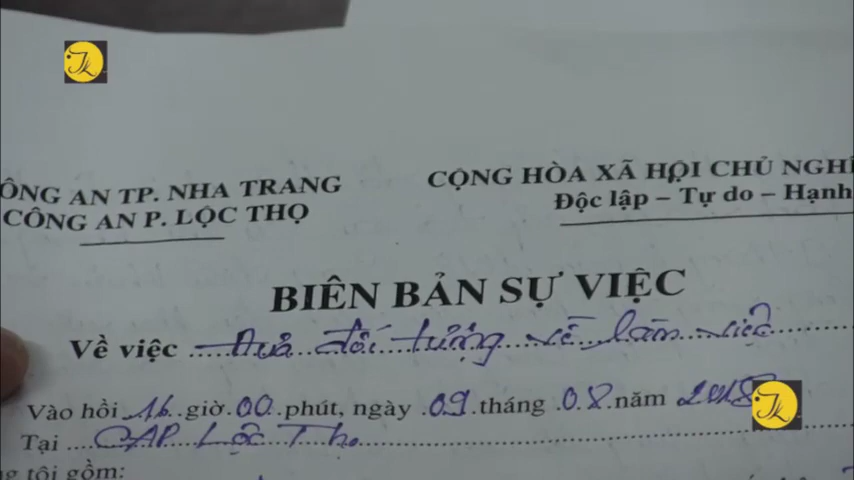 ÔNG AN TP. NHA TRANG
CÔNG AN P. LỘC THỌ
CỘNG HÒA XÃ HỘI CHỦ NGHĨ
Độc lập – Tự do – Hạnh
BIÊN BẢN SỰ VIỆC
Về việc ....Đưa đối tượng về làm việc
Vào hồi 16 giờ 00 phút, ngày 09 tháng 08 năm 2018
Tại ....CAP Lộc Thọ
ng tôi gồm: